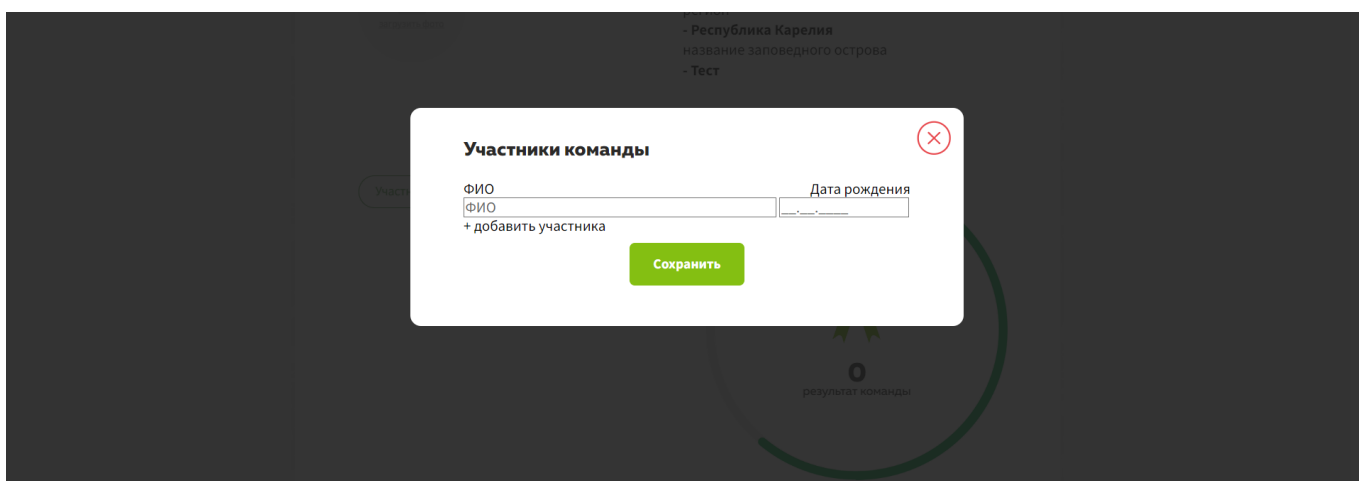 регион
- Республика Карелия
название заповедного острова
- Тест
Участники команды
ФИО Дата рождения
ФИО __.__.____
+ добавить участника
Сохранить
0
результат команды